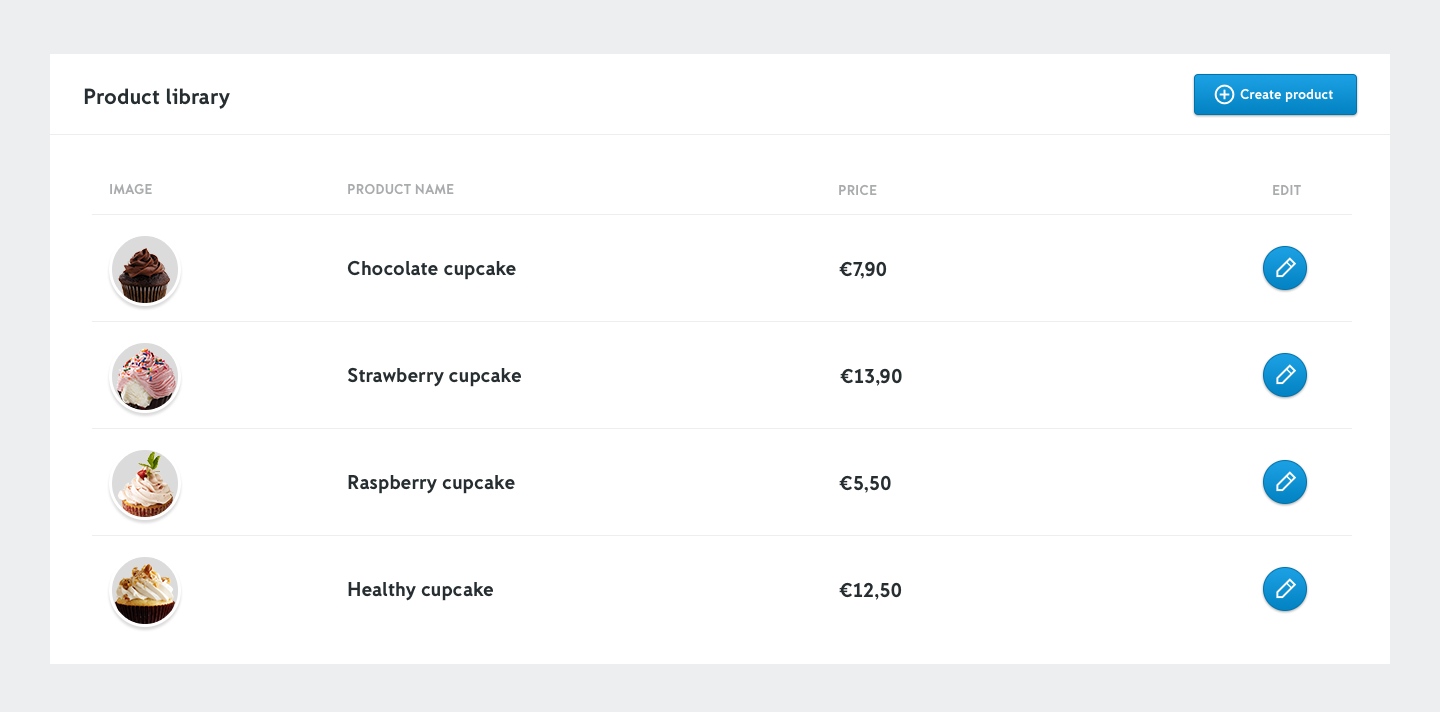 Product library
Create product
IMAGE PRODUCT NAME PRICE EDIT
Chocolate cupcake €7,90
Strawberry cupcake €13,90
Raspberry cupcake €5,50
Healthy cupcake €12,50